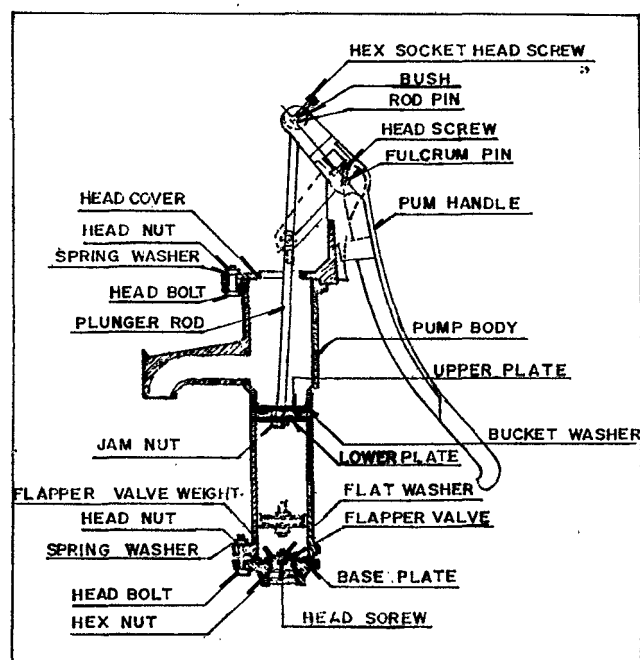 HEX SOCKET HEAD SCREW
BUSH
ROD PIN
HEAD SCREW
FULCRUM PIN
HEAD COVER
PUM HANDLE
HEAD NUT
SPRING WASHER
HEAD BOLT
PLUNGER ROD
PUMP BODY
UPPER PLATE
BUCKET WASHER
JAM NUT
LOWER PLATE
FLAPPER VALVE WEIGHT
FLAT WASHER
HEAD NUT
FLAPPER VALVE
SPRING WASHER
BASE PLATE
HEAD BOLT
HEX NUT
HEAD SOREW